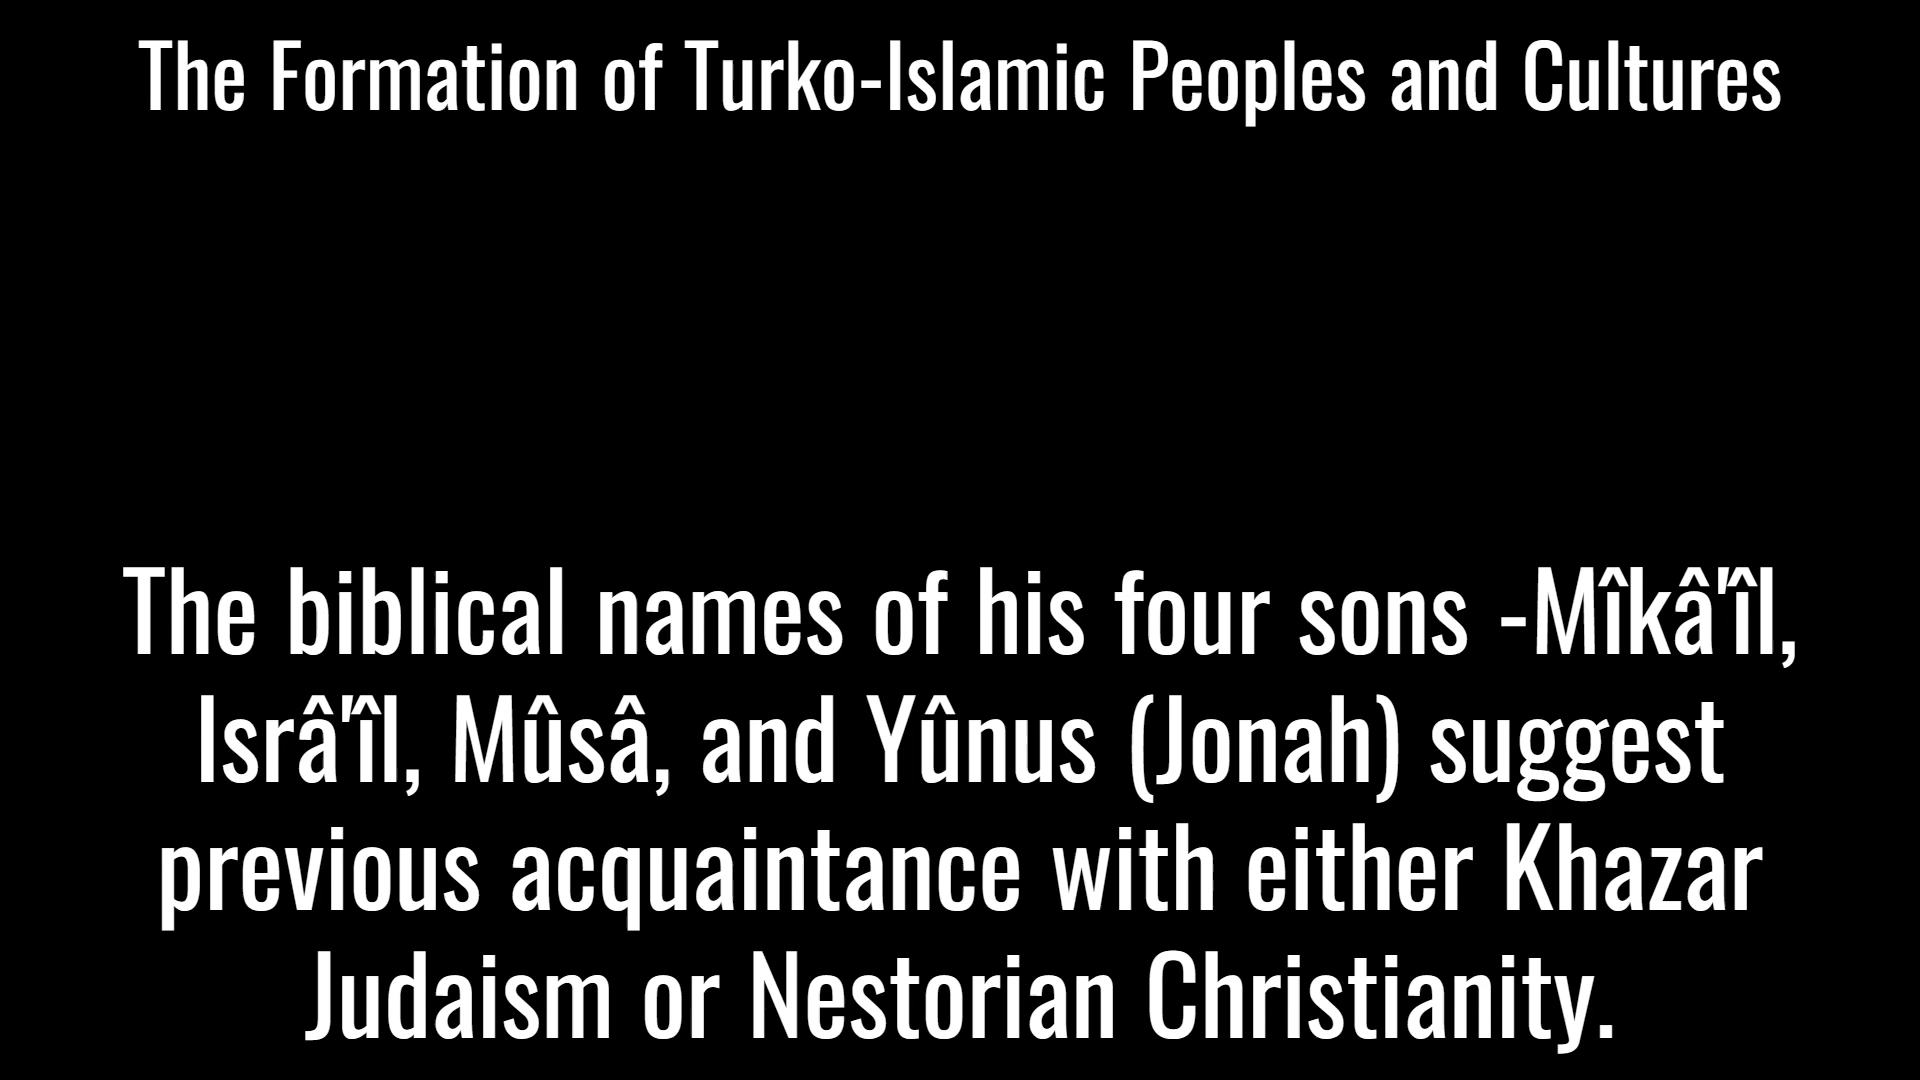 The Formation of Turko-Islamic Peoples and Cultures
The biblical names of his four sons -Mîkâ'îl,
Isrâ'îl, Mûsâ, and Yûnus (Jonah) suggest
previous acquaintance with either Khazar
Judaism or Nestorian Christianity.